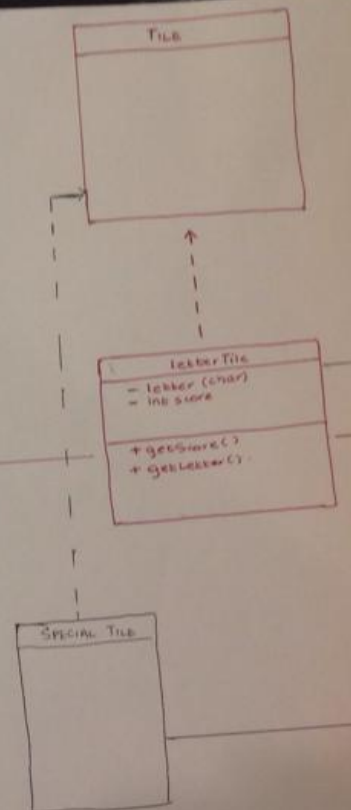 TILE
letterTile
- letter (char)
- int score
+ getScore()
+ getLetter()
SPECIAL TILE